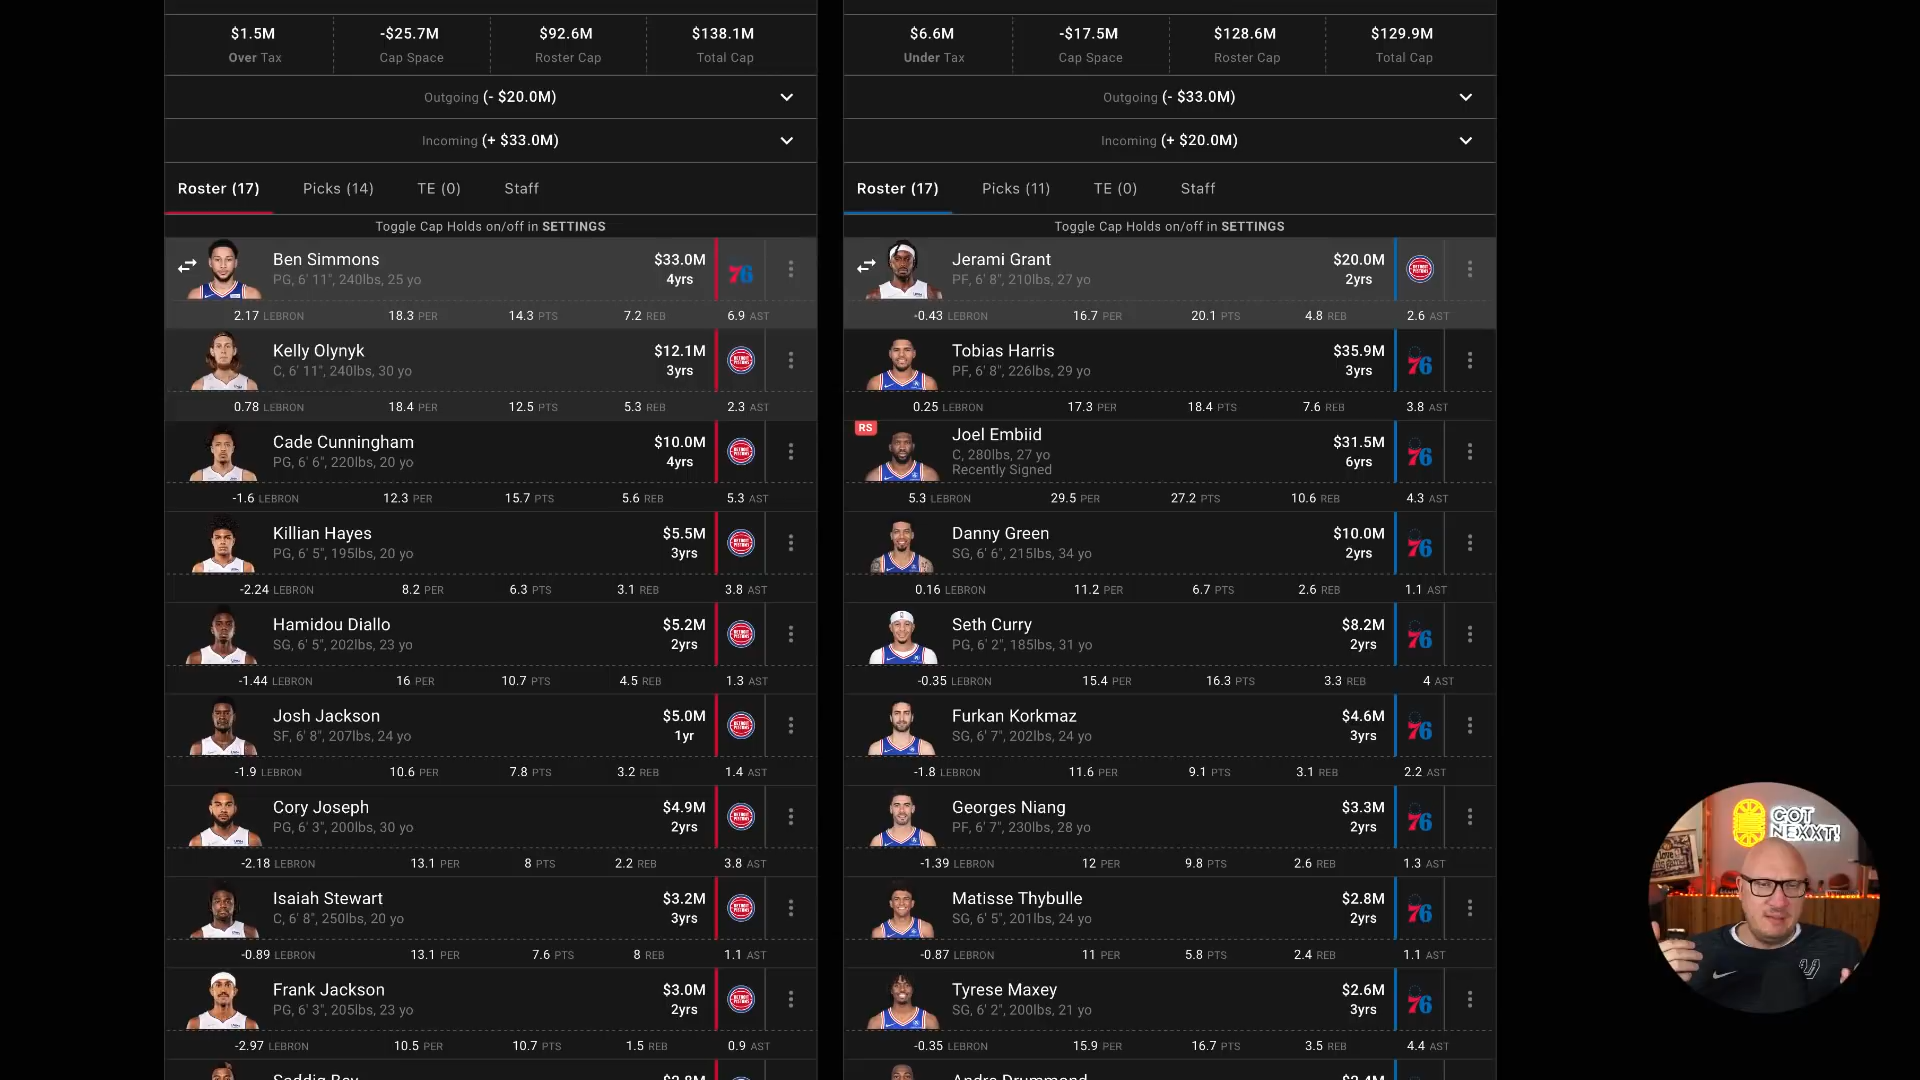 $1.5M -$25.7M $92.6M $138.1M
Over Tax Cap Space Roster Cap Total Cap
Outgoing (- $20.0M)
Incoming (+ $33.0M)
Roster (17) Picks (14) TE (0) Staff
Toggle Cap Holds on/off in SETTINGS
Ben Simmons $33.0M
PG, 6' 11", 240lbs, 25 yo 4yrs
2.17 LEBRON 18.3 PER 14.3 PTS 7.2 REB 6.9 AST
Kelly Olynyk $12.1M
C, 6' 11", 240lbs, 30 yo 3yrs
0.78 LEBRON 18.4 PER 12.5 PTS 5.3 REB 2.3 AST
Cade Cunningham $10.0M
PG, 6' 6", 220lbs, 20 yo 4yrs
-1.6 LEBRON 12.3 PER 15.7 PTS 5.6 REB 5.3 AST
Killian Hayes $5.5M
PG, 6' 5", 195lbs, 20 yo 3yrs
-2.24 LEBRON 8.2 PER 6.3 PTS 3.1 REB 3.8 AST
Hamidou Diallo $5.2M
SG, 6' 5", 202lbs, 23 yo 2yrs
-1.44 LEBRON 16 PER 10.7 PTS 4.5 REB 1.3 AST
Josh Jackson $5.0M
SF, 6' 8", 207lbs, 24 yo 1yr
-1.9 LEBRON 10.6 PER 7.8 PTS 3.2 REB 1.4 AST
Cory Joseph $4.9M
PG, 6' 3", 200lbs, 30 yo 2yrs
-2.18 LEBRON 13.1 PER 8 PTS 2.2 REB 3.8 AST
Isaiah Stewart $3.2M
C, 6' 8", 250lbs, 20 yo 3yrs
-0.89 LEBRON 13.1 PER 7.6 PTS 8 REB 1.1 AST
Frank Jackson $3.0M
PG, 6' 3", 205lbs, 23 yo 2yrs
-2.97 LEBRON 10.5 PER 10.7 PTS 1.5 REB 0.9 AST
$6.6M -$17.5M $128.6M $129.9M
Under Tax Cap Space Roster Cap Total Cap
Outgoing (- $33.0M)
Incoming (+ $20.0M)
Roster (17) Picks (11) TE (0) Staff
Toggle Cap Holds on/off in SETTINGS
Jerami Grant $20.0M
PF, 6' 8", 210lbs, 27 yo 2yrs
-0.43 LEBRON 16.7 PER 20.1 PTS 4.8 REB 2.6 AST
Tobias Harris $35.9M
PF, 6' 8", 226lbs, 29 yo 3yrs
0.25 LEBRON 17.3 PER 18.4 PTS 7.6 REB 3.8 AST
RS
Joel Embiid $31.5M
C, 280lbs, 27 yo 6yrs
Recently Signed
5.3 LEBRON 29.5 PER 27.2 PTS 10.6 REB 4.3 AST
Danny Green $10.0M
SG, 6' 6", 215lbs, 34 yo 2yrs
0.16 LEBRON 11.2 PER 6.7 PTS 2.6 REB 1.1 AST
Seth Curry $8.2M
PG, 6' 2", 185lbs, 31 yo 2yrs
-0.35 LEBRON 15.4 PER 16.3 PTS 3.3 REB 4 AST
Furkan Korkmaz $4.6M
SG, 6' 7", 202lbs, 24 yo 3yrs
-1.8 LEBRON 11.6 PER 9.1 PTS 3.1 REB 2.2 AST
Georges Niang $3.3M
PF, 6' 7", 230lbs, 28 yo 2yrs
-1.39 LEBRON 12 PER 9.8 PTS 2.6 REB 1.3 AST
Matisse Thybulle $2.8M
SG, 6' 5", 201lbs, 24 yo 2yrs
-0.87 LEBRON 11 PER 5.8 PTS 2.4 REB 1.1 AST
Tyrese Maxey $2.6M
SG, 6' 2", 200lbs, 21 yo 3yrs
-0.35 LEBRON 15.9 PER 16.7 PTS 3.5 REB 4.4 AST
GOT
NEXXT!